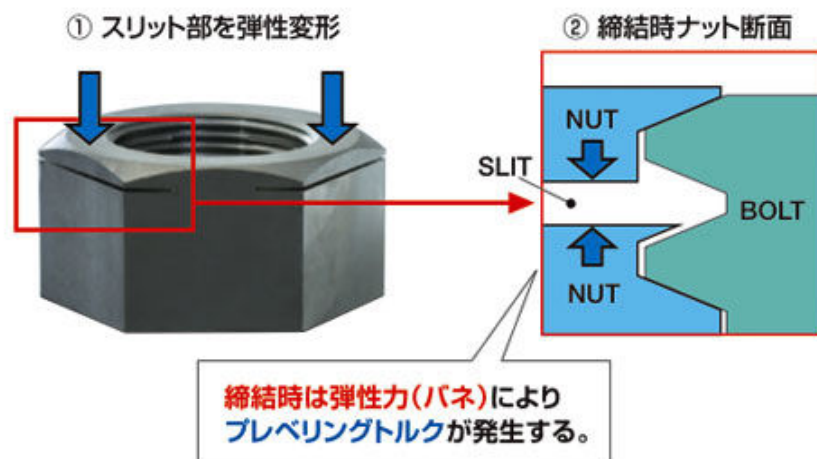 ① スリット部を弾性変形
② 締結時ナット断面
NUT
SLIT
BOLT
NUT
締結時は弾性力(バネ)により
プレベリングトルクが発生する。